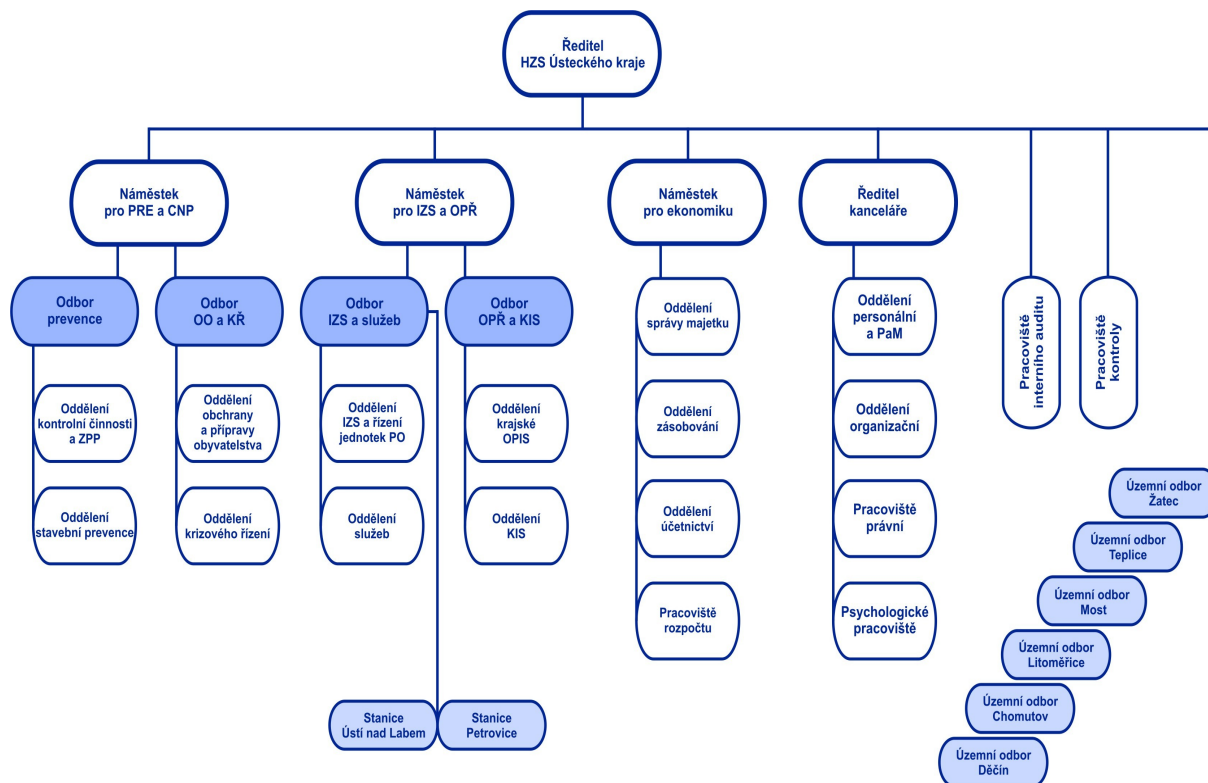 Ředitel
HZS Ústeckého kraje
Náměstek
pro PRE a CNP
Náměstek
pro IZS a OPŘ
Náměstek
pro ekonomiku
Ředitel
kanceláře
Odbor
prevence
Odbor
OO a KŘ
Odbor
IZS a služeb
Odbor
OPŘ a KIS
Oddělení
správy majetku
Oddělení
personální
a PaM
Pracoviště
interního auditu
Pracoviště
kontroly
Oddělení
kontrolní činnosti
a ZPP
Oddělení
obchrany
a přípravy
obyvatelstva
Oddělení
IZS a řízení
jednotek PO
Oddělení
krajské
OPIS
Oddělení
zásobování
Oddělení
organizační
Oddělení
stavební prevence
Oddělení
krizového řízení
Oddělení
služeb
Oddělení
KIS
Oddělení
účetnictví
Pracoviště
právní
Pracoviště
rozpočtu
Psychologické
pracoviště
Územní odbor
Žatec
Územní odbor
Teplice
Územní odbor
Most
Územní odbor
Litoměřice
Územní odbor
Chomutov
Územní odbor
Děčín
Stanice
Ústí nad Labem
Stanice
Petrovice